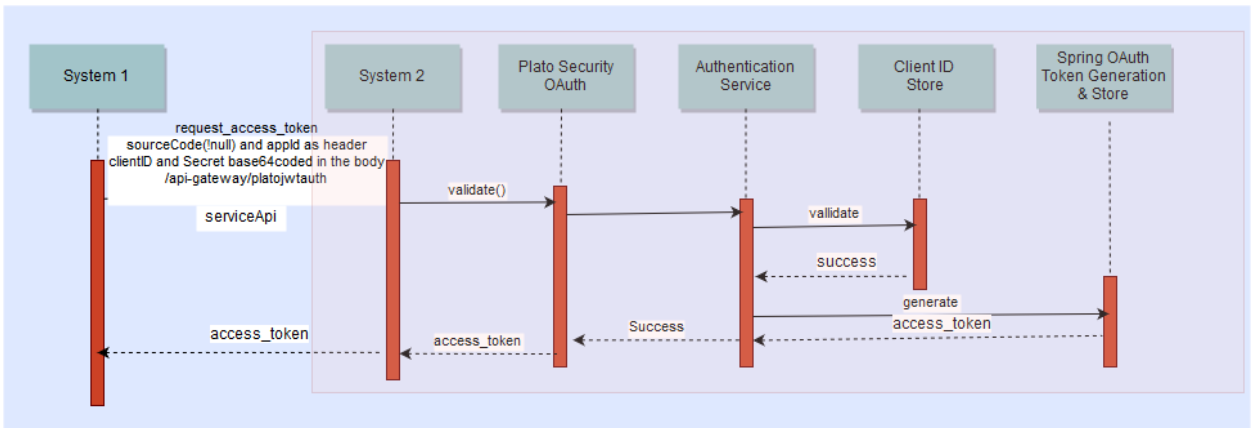 System 1
System 2
Plato Security
OAuth
Authentication
Service
Client ID
Store
Spring OAuth
Token Generation
& Store
request_access_token
sourceCode(!null) and appId as header
clientID and Secret base64coded in the body
/api-gateway/platojwtauth
serviceApi
validate()
vallidate
success
generate
access_token
Success
access_token
access_token